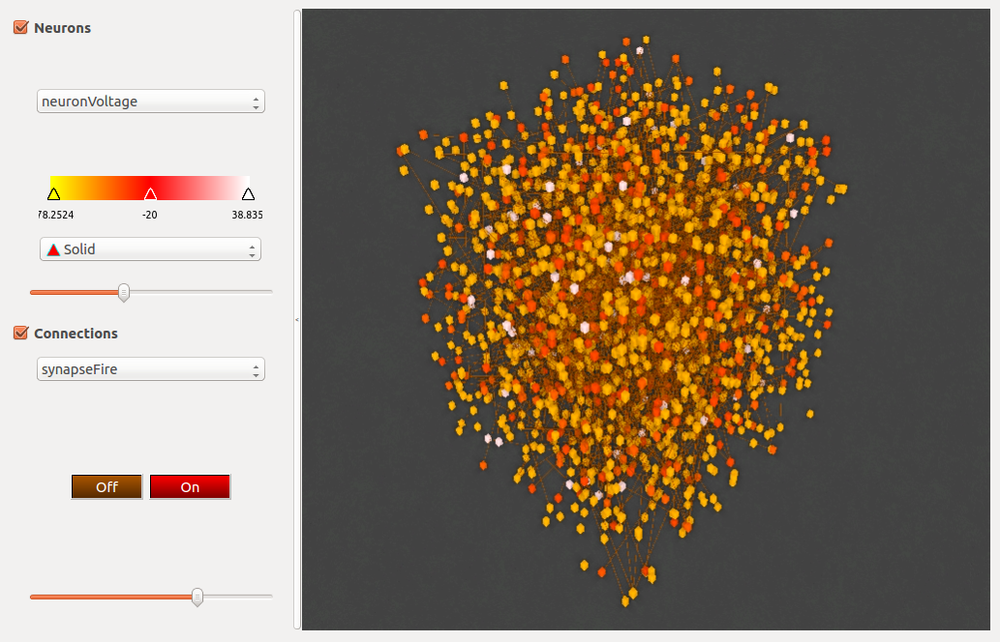 Neurons
neuronVoltage
78.2524 -20 38.835
Solid
Connections
synapseFire
Off On